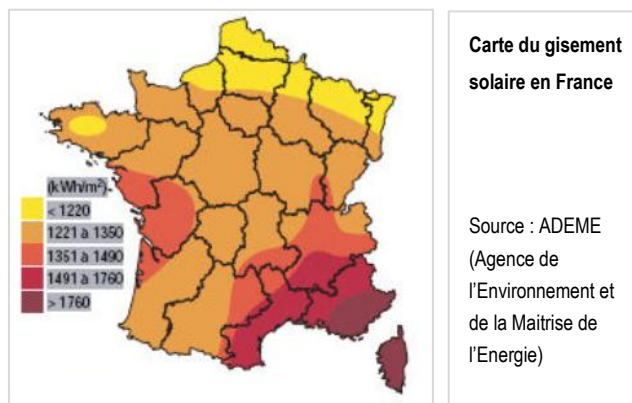 (kWh/m²)
< 1220
1221 à 1350
1351 à 1490
1491 à 1760
> 1760
Carte du gisement
solaire en France
Source : ADEME
(Agence de
l'Environnement et
de la Maitrise de
l'Energie)